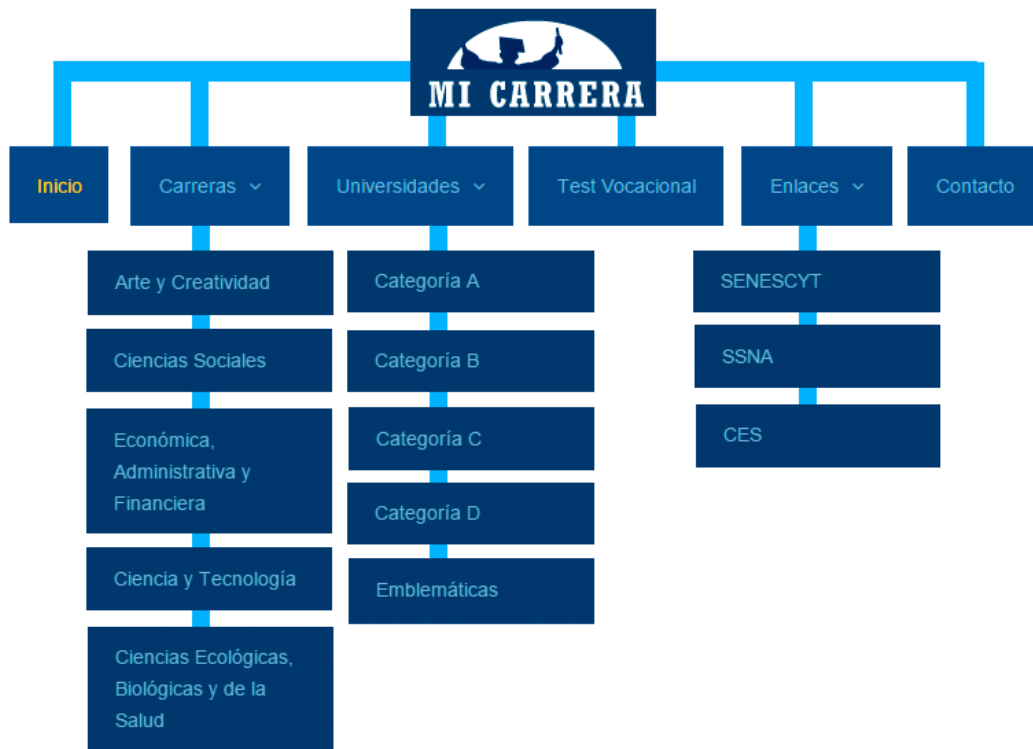 MI CARRERA
Inicio
Carreras
Universidades
Test Vocacional
Enlaces
Contacto
Arte y Creatividad
Ciencias Sociales
Económica,
Administrativa y
Financiera
Ciencia y Tecnología
Ciencias Ecológicas,
Biológicas y de la
Salud
Categoría A
Categoría B
Categoría C
Categoría D
Emblemáticas
SENESCYT
SSNA
CES